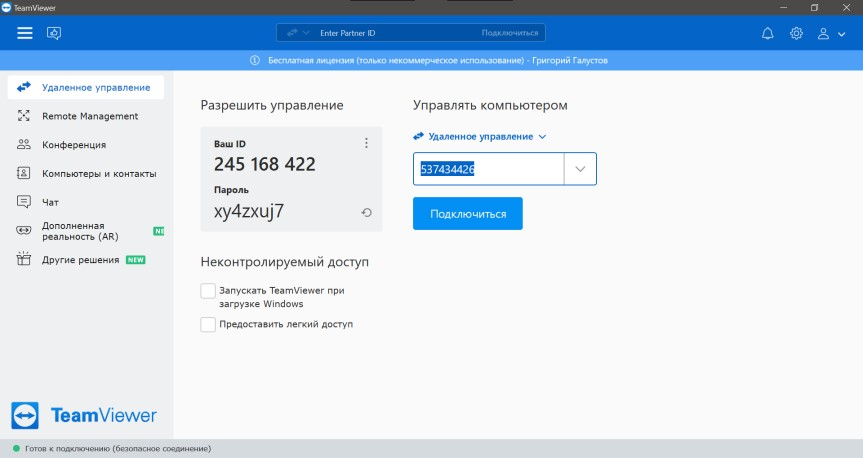 TeamViewer
Enter Partner ID
Подключиться
Бесплатная лицензия (только некоммерческое использование) - Григорий Галустов
Удаленное управление
Remote Management
Конференция
Компьютеры и контакты
Чат
Дополненная
реальность (AR)
NE
Другие решения NEW
Разрешить управление
Ваш ID
245 168 422
Пароль
xy4zxuj7
Неконтролируемый доступ
Запускать TeamViewer при
загрузке Windows
Предоставить легкий доступ
Управлять компьютером
Удаленное управление
537434426
Подключиться
TeamViewer
Готов к подключению (безопасное соединение)